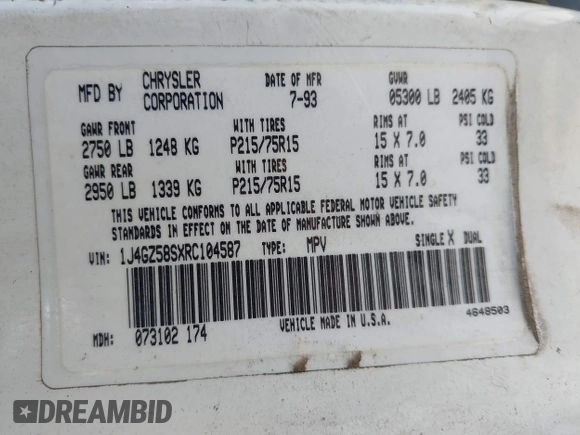 MFD BY CHRYSLER CORPORATION DATE OF MFR 7-93 GVWR 05300 LB 2405 KG
GAWR FRONT WITH TIRES RIMS AT PSI COLD
2750 LB 1248 KG P215/75R15 15 X 7.0 33
GAWR REAR WITH TIRES RIMS AT PSI COLD
2950 LB 1339 KG P215/75R15 15 X 7.0 33
THIS VEHICLE CONFORMS TO ALL APPLICABLE FEDERAL MOTOR VEHICLE SAFETY
STANDARDS IN EFFECT ON THE DATE OF MANUFACTURE SHOWN ABOVE.
VIN: 1J4GZ58SXRC104587 TYPE: MPV SINGLE X DUAL
4648503
MDH: 073102 174 VEHICLE MADE IN U.S.A.
DREAMBID